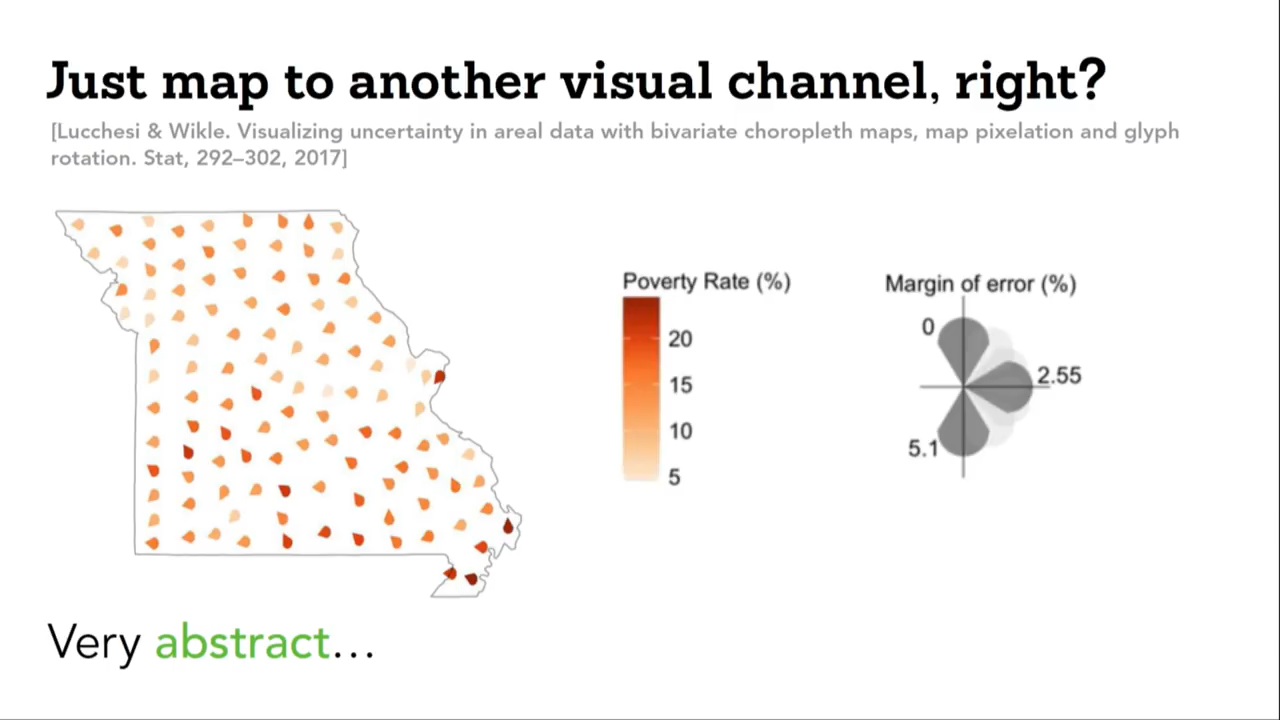 Just map to another visual channel, right?
[Lucchesi & Wikle. Visualizing uncertainty in areal data with bivariate choropleth maps, map pixelation and glyph
rotation. Stat, 292–302, 2017]
Poverty Rate (%)
20
15
10
5
Margin of error (%)
0
2.55
5.1
Very abstract…